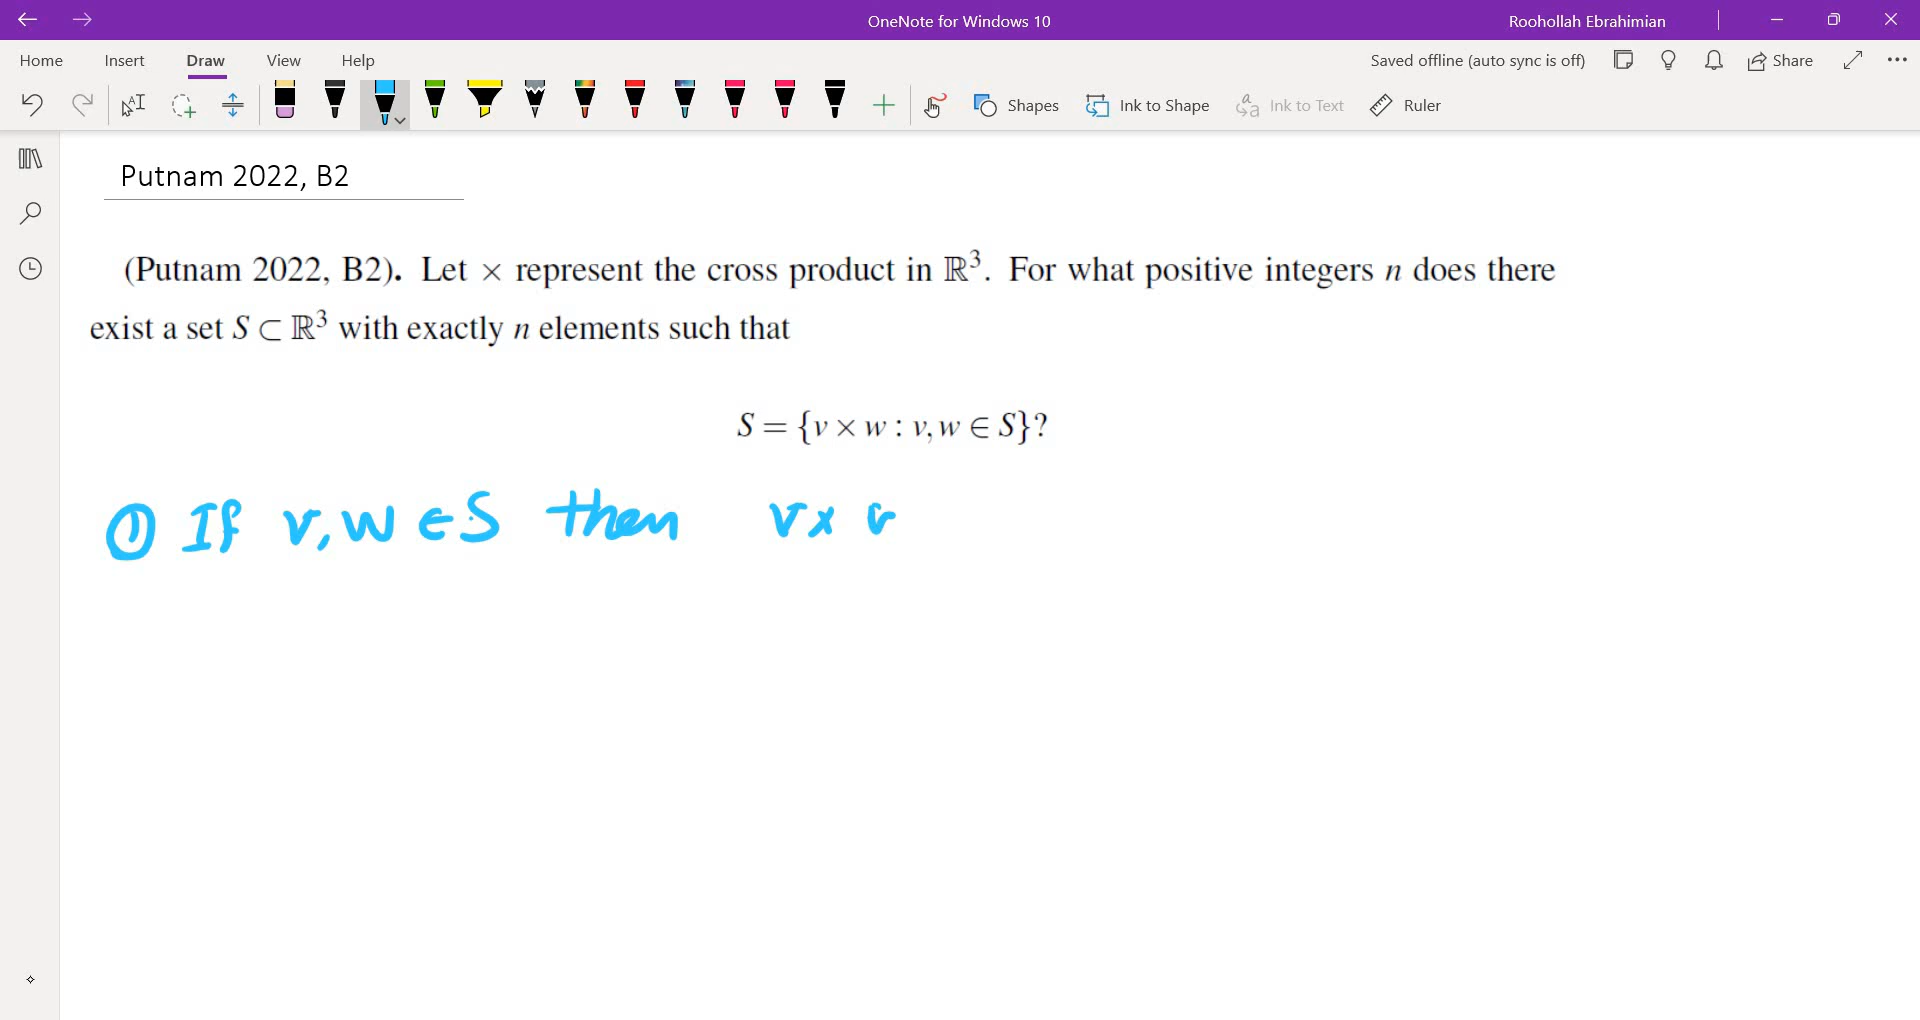 OneNote for Windows 10
Roohollah Ebrahimian
Home Insert Draw View Help
Saved offline (auto sync is off) Share
Shapes Ink to Shape Ink to Text Ruler
Putnam 2022, B2
(Putnam 2022, B2). Let × represent the cross product in ℝ³. For what positive integers n does there
exist a set S ⊂ ℝ³ with exactly n elements such that
S = {v × w : v, w ∈ S}?
① If v, w ∈ S then v × v